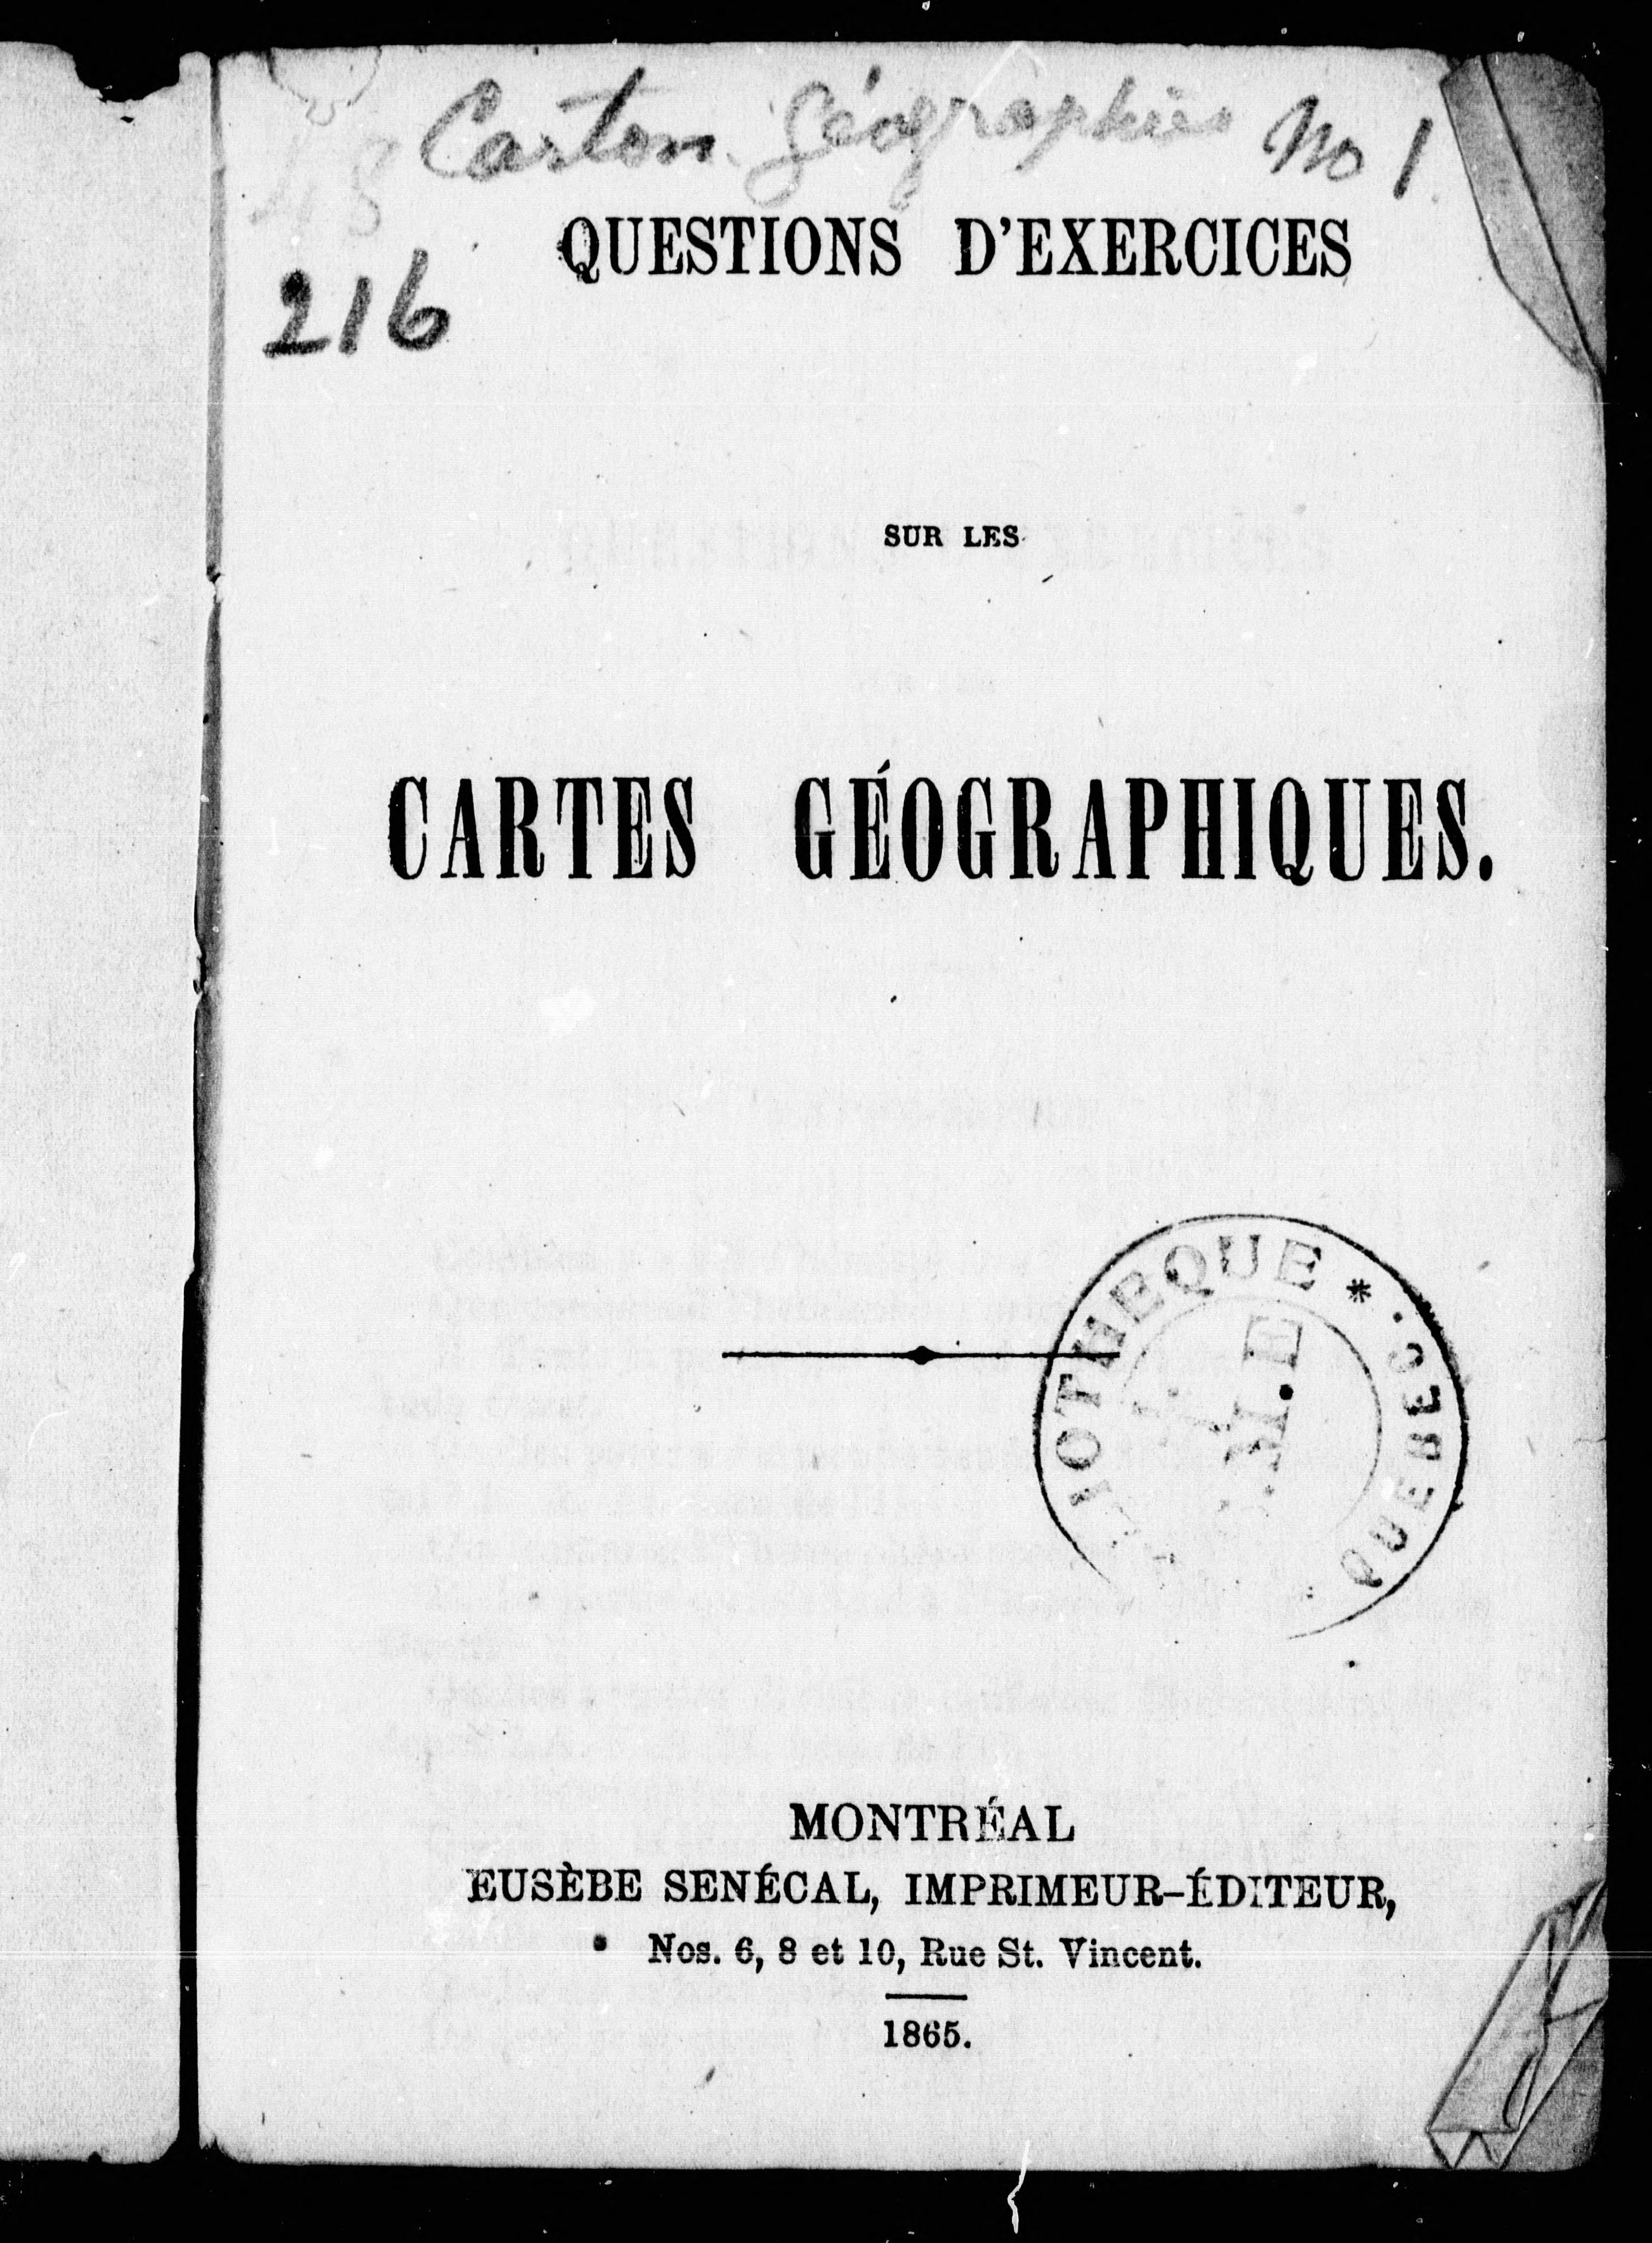 Carton Géographies No 1
216
QUESTIONS D'EXERCICES
SUR LES
CARTES GÉOGRAPHIQUES.
QUEBEC
MONTRÉAL
EUSÈBE SENÉCAL, IMPRIMEUR-ÉDITEUR,
Nos. 6, 8 et 10, Rue St. Vincent.
1865.